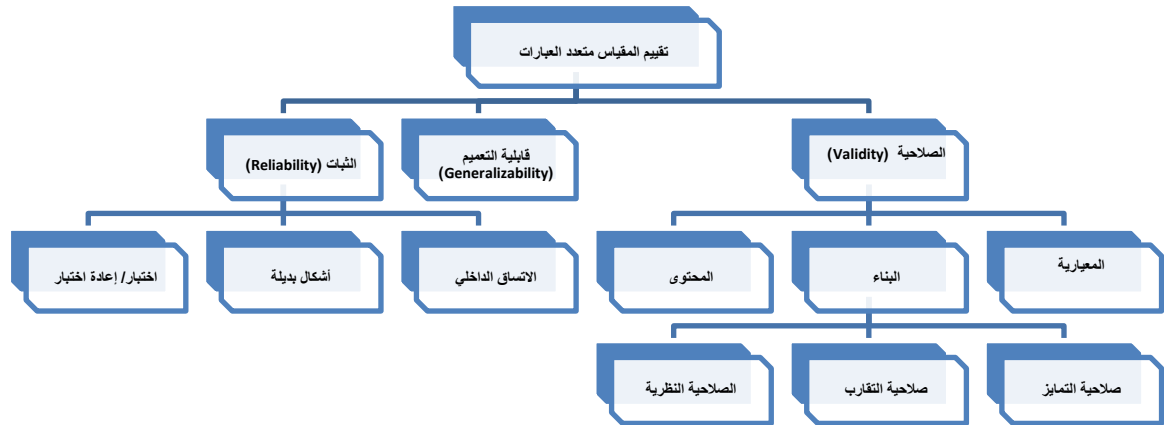 تقييم المقياس متعدد العبارات
الصلاحية (Validity)
قابلية التعميم
(Generalizability)
الثبات (Reliability)
المعيارية
البناء
المحتوى
الاتساق الداخلي
أشكال بديلة
اختبار/ إعادة اختبار
صلاحية التمايز
صلاحية التقارب
الصلاحية النظرية